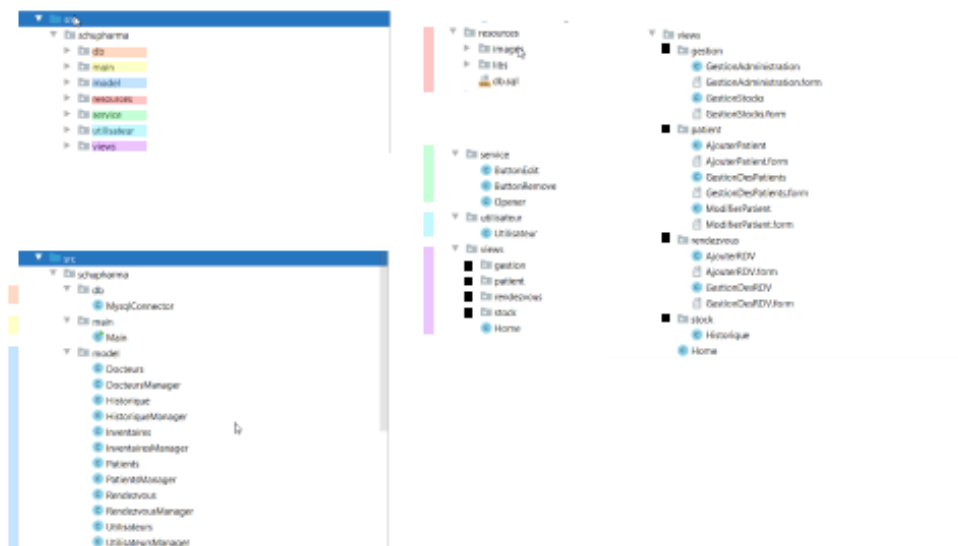 src
schupharma
db
main
model
resources
service
utilisateur
views
src
schupharma
db
MysqlConnector
main
Main
model
Docteurs
DocteursManager
Historique
HistoriqueManager
Inventaires
InventairesManager
Patients
PatientsManager
Rendezvous
RendezvousManager
Utilisateurs
UtilisateursManager
resources
images
libs
db.sql
service
ButtonEdit
ButtonRemove
Opener
utilisateur
Utilisateur
views
gestion
patient
rendezvous
stock
Home
views
gestion
GestionAdministration
GestionAdministration.form
GestionStocks
GestionStocks.form
patient
AjouterPatient
AjouterPatient.form
GestionDesPatients
GestionDesPatients.form
ModifierPatient
ModifierPatient.form
rendezvous
AjouterRDV
AjouterRDV.form
GestionDesRDV
GestionDesRDV.form
stock
Historique
Home